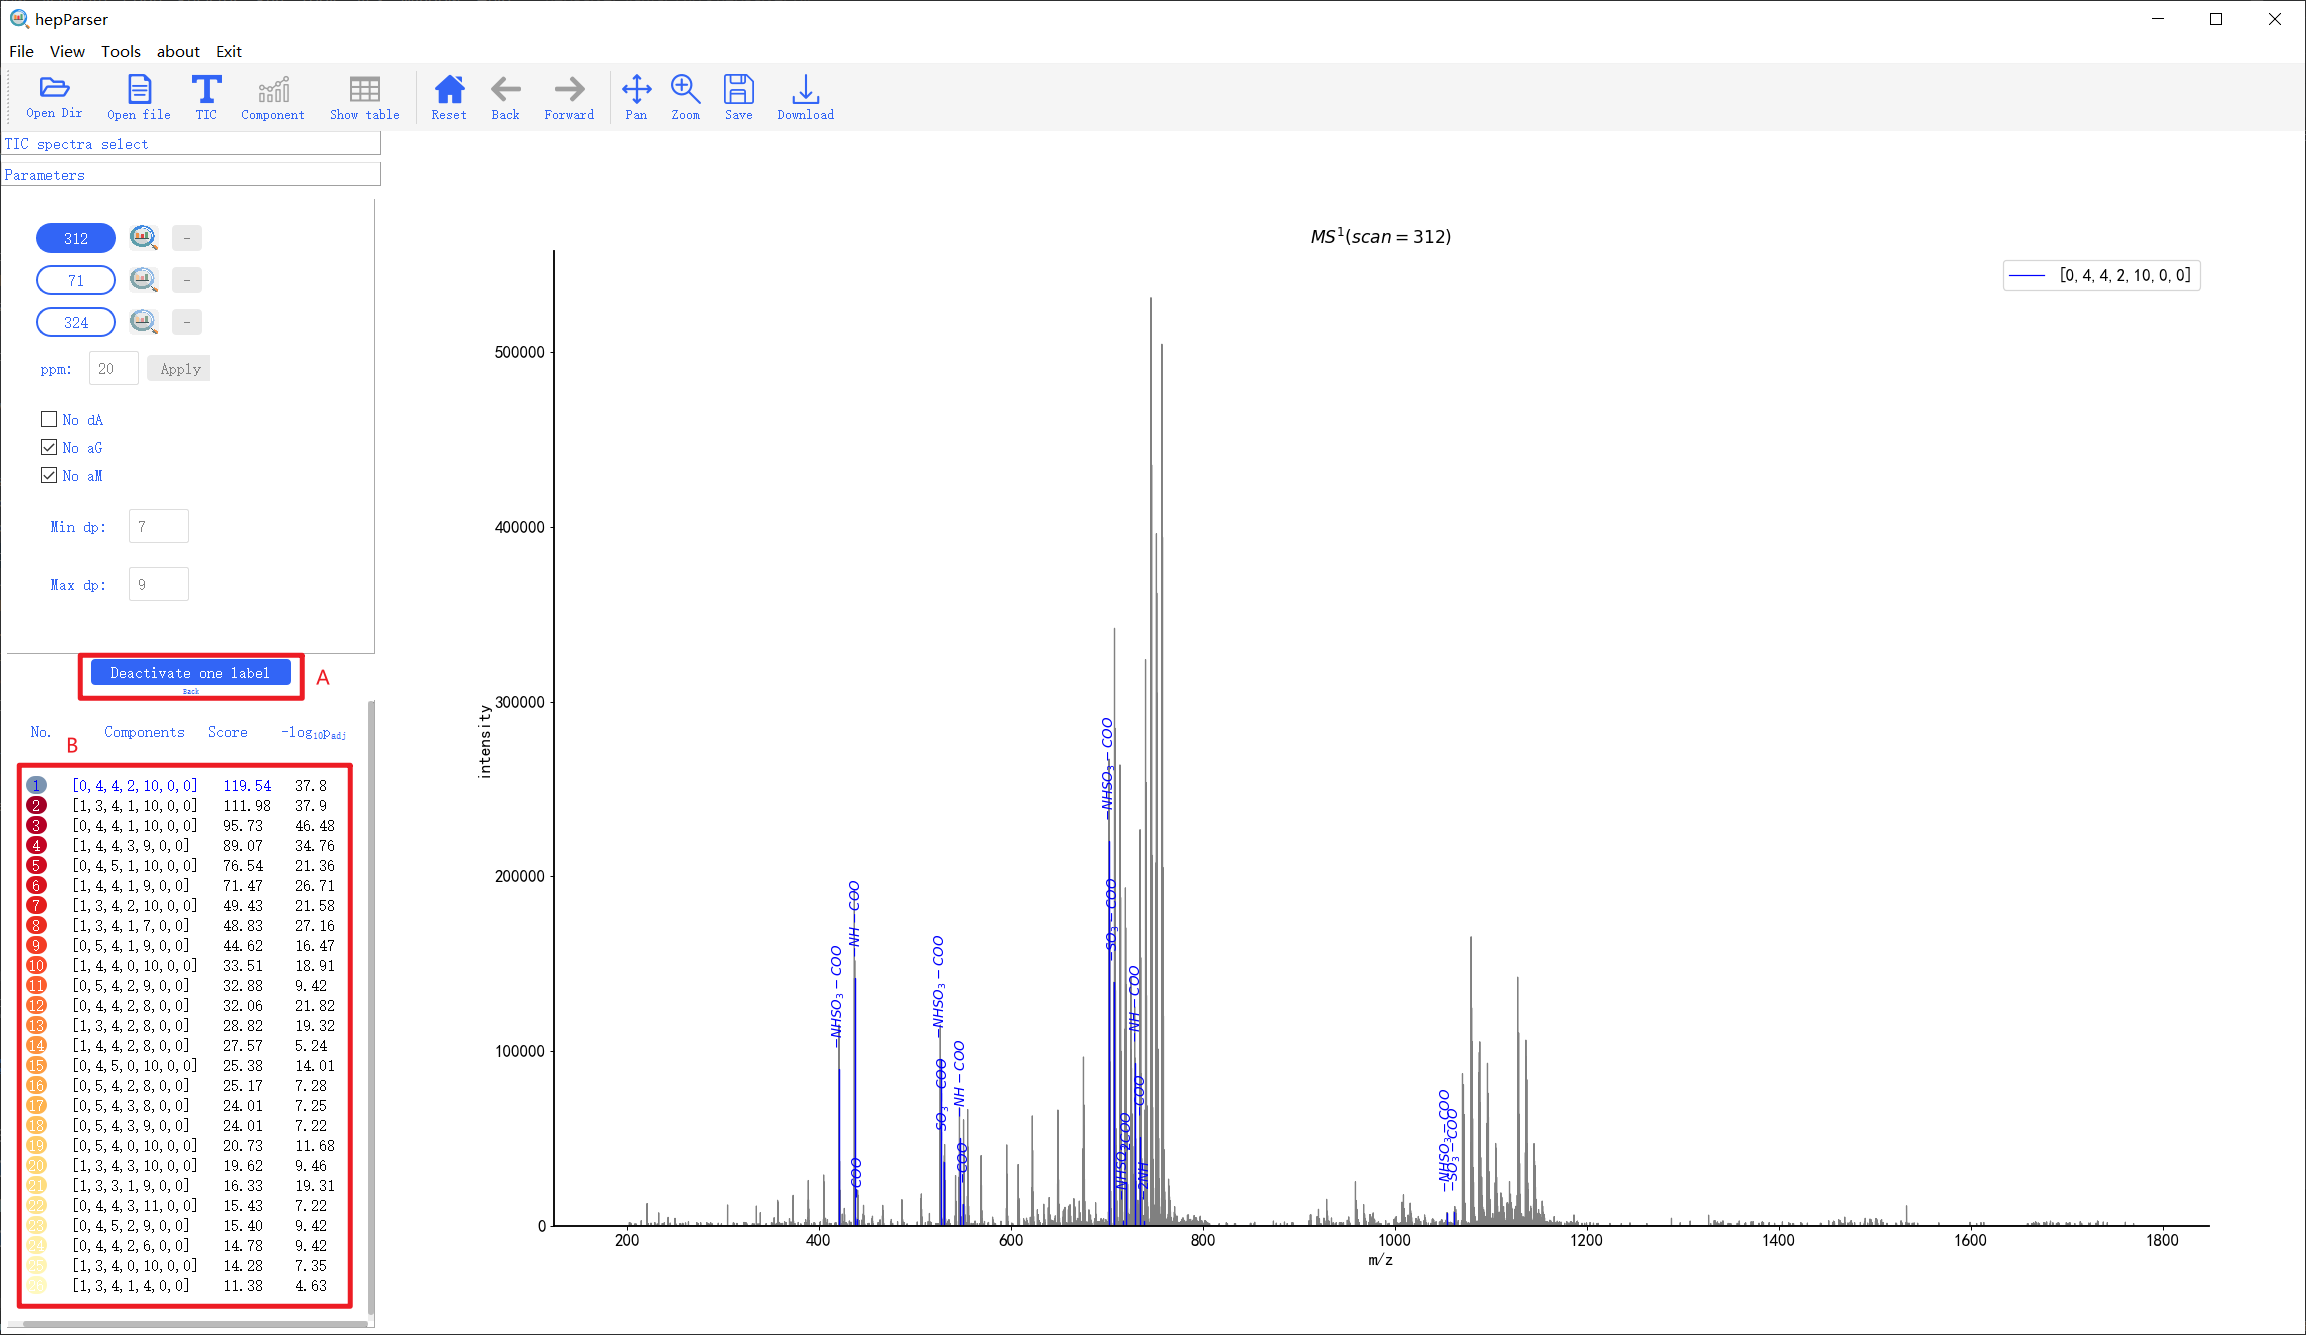 hepParser
File View Tools about Exit
Open Dir Open file TIC Component Show table Reset Back Forward Pan Zoom Save Download
TIC spectra select
Parameters
312 -
71 -
324 -
ppm: 20 Apply
No dA
No aG
No aM
Min dp: 7
Max dp: 9
Deactivate one label A
Back
No. Components Score -log₁₀p_adj
B
1 [0,4,4,2,10,0,0] 119.54 37.8
2 [1,3,4,1,10,0,0] 111.98 37.9
3 [0,4,4,1,10,0,0] 95.73 46.48
4 [1,4,4,3,9,0,0] 89.07 34.76
5 [0,4,5,1,10,0,0] 76.54 21.36
6 [1,4,4,1,9,0,0] 71.47 26.71
7 [1,3,4,2,10,0,0] 49.43 21.58
8 [1,3,4,1,7,0,0] 48.83 27.16
9 [0,5,4,1,9,0,0] 44.62 16.47
10 [1,4,4,0,10,0,0] 33.51 18.91
11 [0,5,4,2,9,0,0] 32.88 9.42
12 [0,4,4,2,8,0,0] 32.06 21.82
13 [1,3,4,2,8,0,0] 28.82 19.32
14 [1,4,4,2,8,0,0] 27.57 5.24
15 [0,4,5,0,10,0,0] 25.38 14.01
16 [0,5,4,2,8,0,0] 25.17 7.28
17 [0,5,4,3,8,0,0] 24.01 7.25
18 [0,5,4,3,9,0,0] 24.01 7.22
19 [0,5,4,0,10,0,0] 20.73 11.68
20 [1,3,4,3,10,0,0] 19.62 9.46
21 [1,3,3,1,9,0,0] 16.33 19.31
22 [0,4,4,3,11,0,0] 15.43 7.22
23 [0,4,5,2,9,0,0] 15.40 9.42
24 [0,4,4,2,6,0,0] 14.78 9.42
25 [1,3,4,0,10,0,0] 14.28 7.35
26 [1,3,4,1,4,0,0] 11.38 4.63
MS¹(scan = 312)
[0,4,4,2,10,0,0]
intensity
500000
400000
300000
200000
100000
0
−NHSO₃−COO
−NH−COO
−COO
−NHSO₃−COO
−SO₃−COO
−NH−COO
−COO
−NHSO₃−COO
−SO₃−COO
−NHSO₃
−2COO
−NH−COO
−COO
−2NH
−NHSO₃−COO
−SO₃−COO
200 400 600 800 1000 1200 1400 1600 1800
m/z